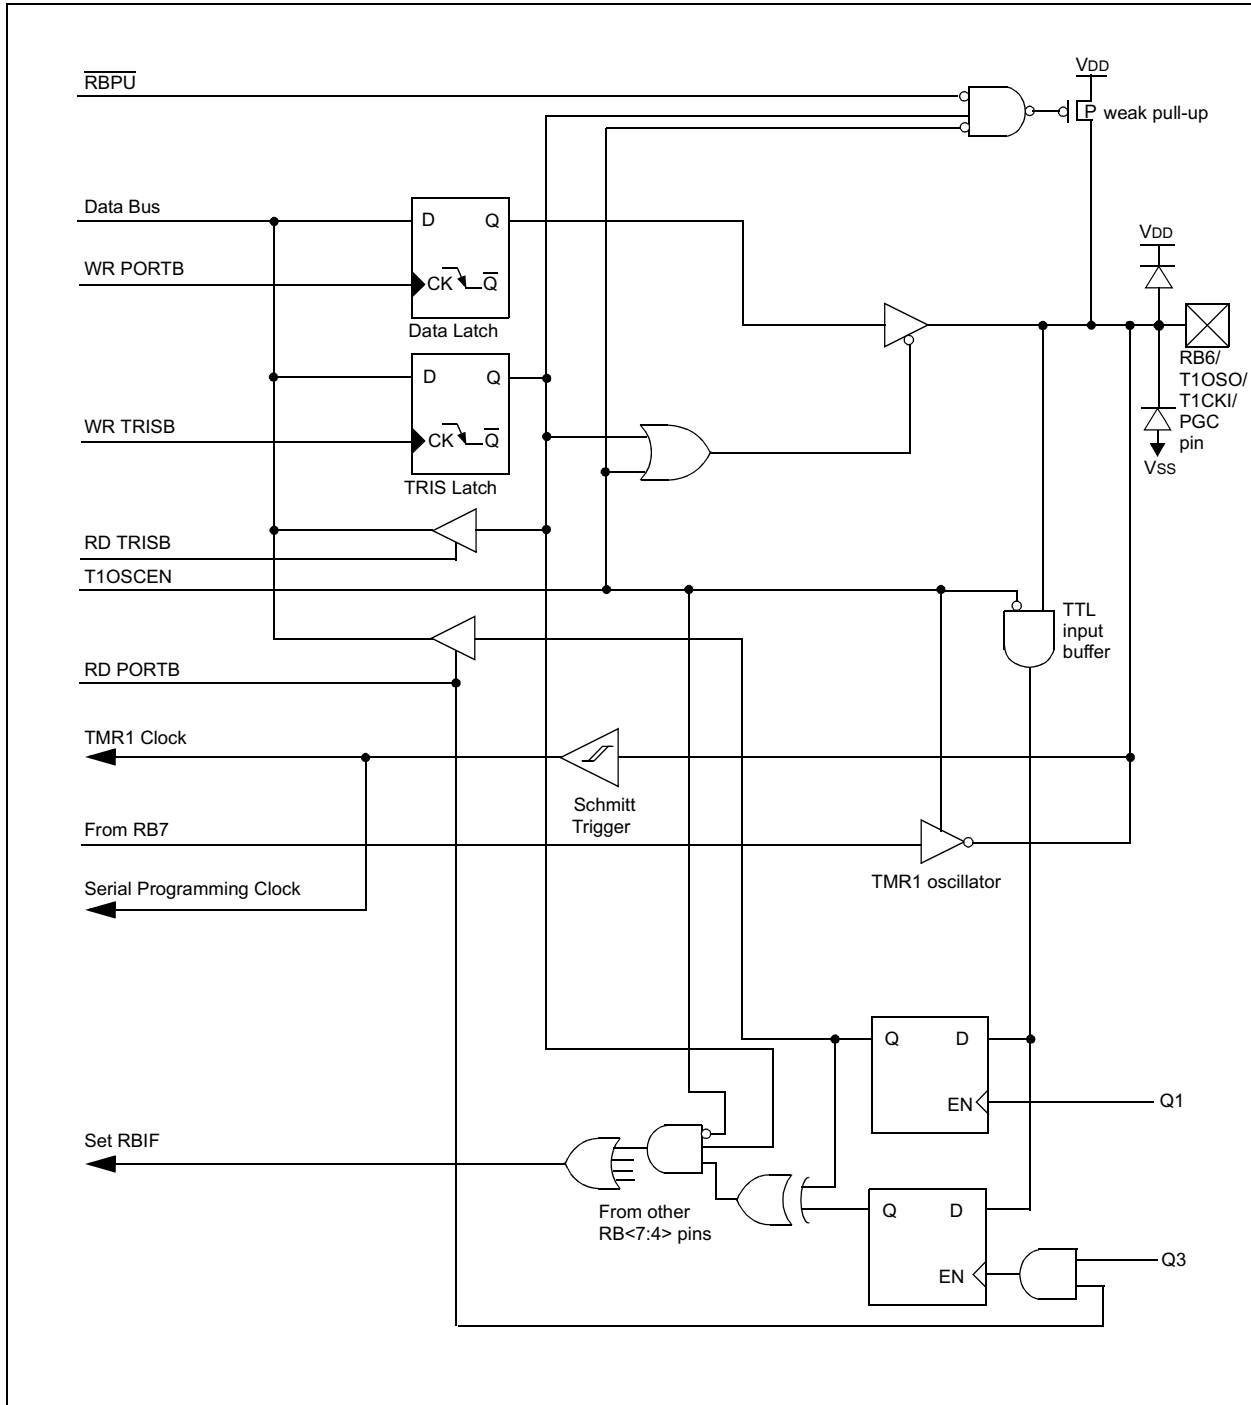 VDD
RBPU
P weak pull-up
Data Bus
D Q
VDD
WR PORTB
CK Q
Data Latch
RB6/
T1OSO/
T1CKI/
PGC
pin
D Q
WR TRISB
CK Q
VSS
TRIS Latch
RD TRISB
T1OSCEN
TTL
input
buffer
RD PORTB
TMR1 Clock
Schmitt
Trigger
From RB7
TMR1 oscillator
Serial Programming Clock
Q D
EN
Q1
Set RBIF
From other
RB<7:4> pins
Q D
EN
Q3